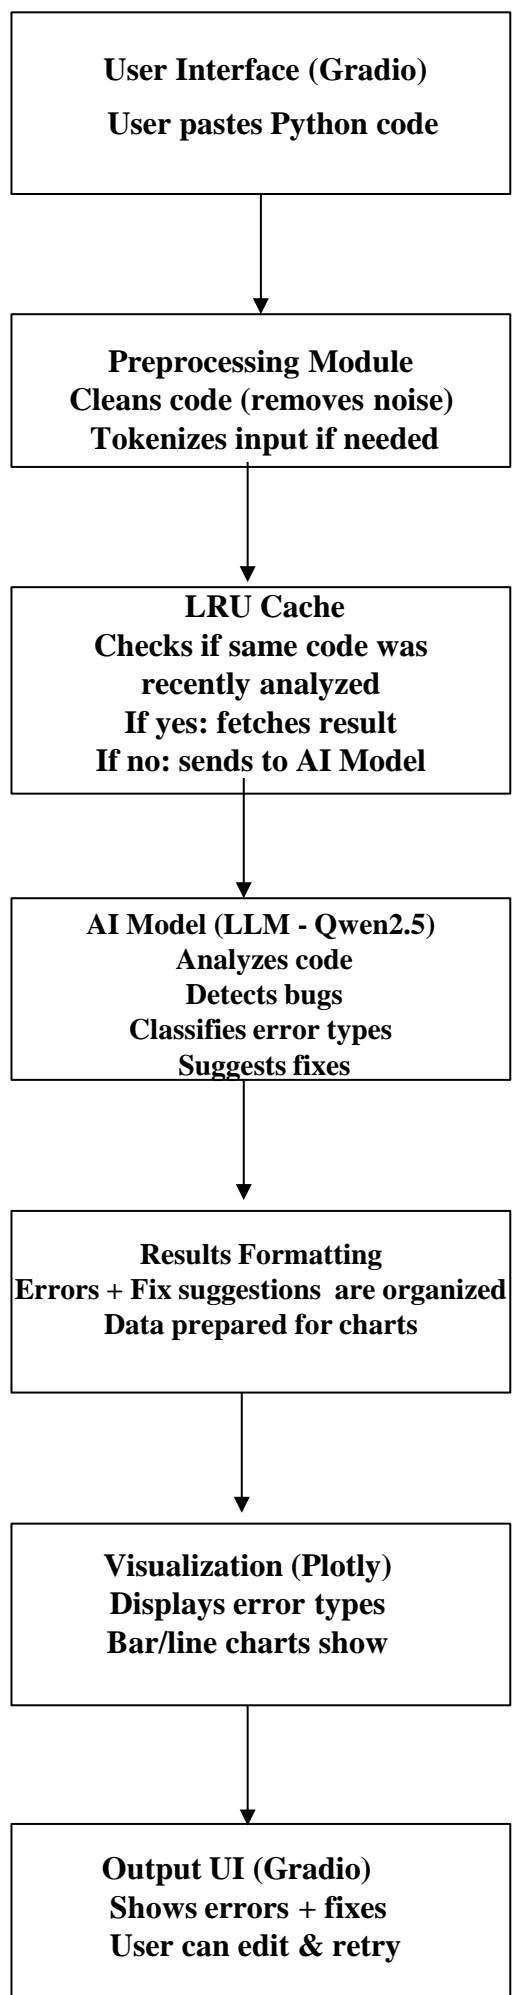 User Interface (Gradio)
User pastes Python code
Preprocessing Module
Cleans code (removes noise)
Tokenizes input if needed
LRU Cache
Checks if same code was
recently analyzed
If yes: fetches result
If no: sends to AI Model
AI Model (LLM - Qwen2.5)
Analyzes code
Detects bugs
Classifies error types
Suggests fixes
Results Formatting
Errors + Fix suggestions are organized
Data prepared for charts
Visualization (Plotly)
Displays error types
Bar/line charts show
Output UI (Gradio)
Shows errors + fixes
User can edit & retry